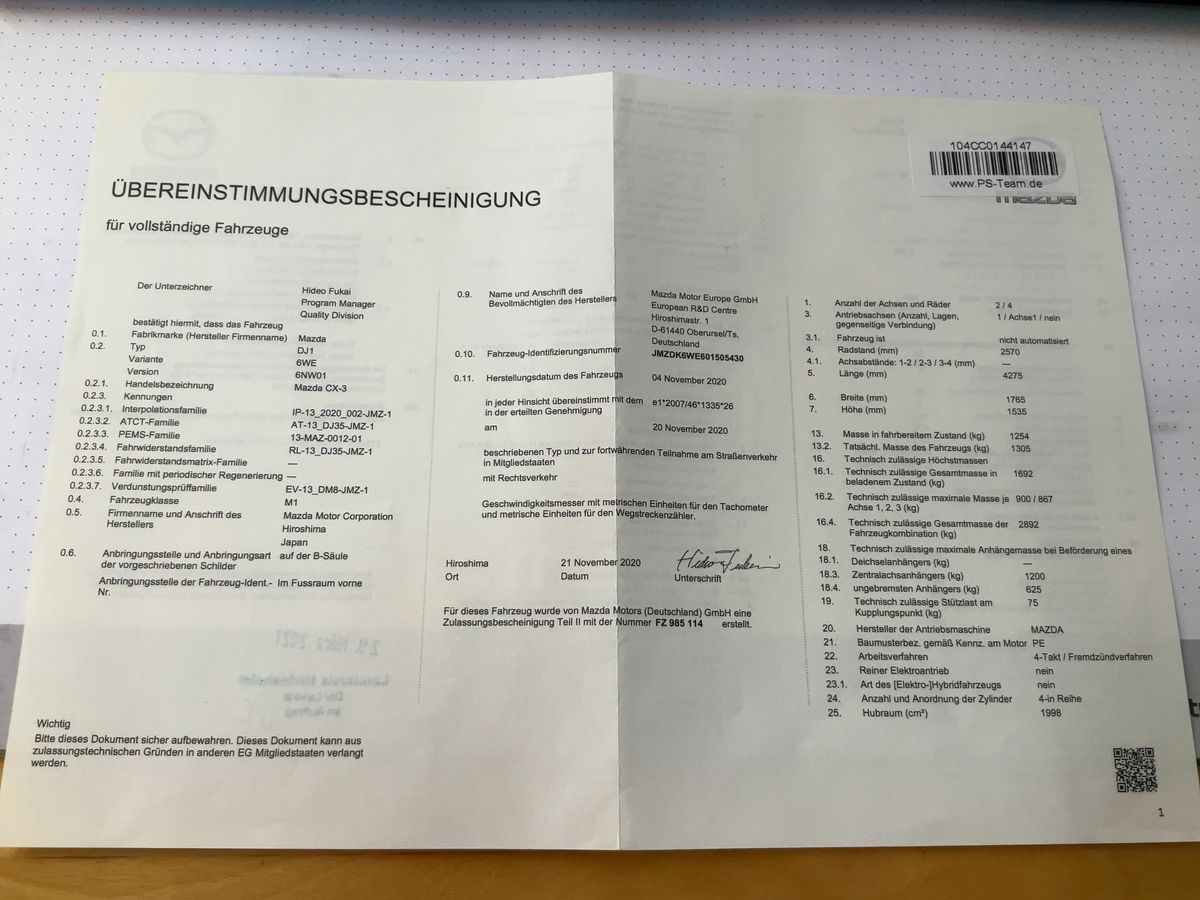 104CC0144147
www.PS-Team.de
mazda
ÜBEREINSTIMMUNGSBESCHEINIGUNG
für vollständige Fahrzeuge
Der Unterzeichner Hideo Fukai
Program Manager
Quality Division
bestätigt hiermit, dass das Fahrzeug
0.1. Fabrikmarke (Hersteller Firmenname) Mazda
0.2. Typ DJ1
Variante 6WE
Version 6NW01
0.2.1. Handelsbezeichnung Mazda CX-3
0.2.3. Kennungen
0.2.3.1. Interpolationsfamilie IP-13_2020_002-JMZ-1
0.2.3.2. ATCT-Familie AT-13_DJ35-JMZ-1
0.2.3.3. PEMS-Familie 13-MAZ-0012-01
0.2.3.4. Fahrwiderstandsfamilie RL-13_DJ35-JMZ-1
0.2.3.5. Fahrwiderstandsmatrix-Familie —
0.2.3.6. Familie mit periodischer Regenerierung —
0.2.3.7. Verdunstungsprüffamilie EV-13_DM8-JMZ-1
0.4. Fahrzeugklasse M1
0.5. Firmenname und Anschrift des Mazda Motor Corporation
Herstellers Hiroshima
Japan
0.6. Anbringungsstelle und Anbringungsart auf der B-Säule
der vorgeschriebenen Schilder
Anbringungsstelle der Fahrzeug-Ident.- Im Fussraum vorne
Nr.
Wichtig
Bitte dieses Dokument sicher aufbewahren. Dieses Dokument kann aus
zulassungstechnischen Gründen in anderen EG Mitgliedstaaten verlangt
werden.
0.9. Name und Anschrift des Mazda Motor Europe GmbH
Bevollmächtigten des Herstellers European R&D Centre
Hiroshimastr. 1
D-61440 Oberursel/Ts.
Deutschland
0.10. Fahrzeug-Identifizierungsnummer JMZDK6WE601505430
0.11. Herstellungsdatum des Fahrzeugs 04 November 2020
in jeder Hinsicht übereinstimmt mit dem e1*2007/46*1335*26
in der erteilten Genehmigung
am 20 November 2020
beschriebenen Typ und zur fortwährenden Teilnahme am Straßenverkehr
in Mitgliedstaaten
mit Rechtsverkehr
Geschwindigkeitsmesser mit metrischen Einheiten für den Tachometer
und metrische Einheiten für den Wegstreckenzähler.
Hiroshima 21 November 2020 Hideo Fukai
Ort Datum Unterschrift
Für dieses Fahrzeug wurde von Mazda Motors (Deutschland) GmbH eine
Zulassungsbescheinigung Teil II mit der Nummer FZ 985 114 erstellt.
1. Anzahl der Achsen und Räder 2 / 4
3. Antriebsachsen (Anzahl, Lagen, 1 / Achse1 / nein
gegenseitige Verbindung)
3.1. Fahrzeug ist nicht automatisiert
4. Radstand (mm) 2570
4.1. Achsabstände: 1-2 / 2-3 / 3-4 (mm) —
5. Länge (mm) 4275
6. Breite (mm) 1765
7. Höhe (mm) 1535
13. Masse in fahrbereitem Zustand (kg) 1254
13.2. Tatsächl. Masse des Fahrzeugs (kg) 1305
16. Technisch zulässige Höchstmassen
16.1. Technisch zulässige Gesamtmasse in 1692
beladenem Zustand (kg)
16.2. Technisch zulässige maximale Masse je 900 / 867
Achse 1, 2, 3 (kg)
16.4. Technisch zulässige Gesamtmasse der 2892
Fahrzeugkombination (kg)
18. Technisch zulässige maximale Anhängemasse bei Beförderung eines
18.1. Deichselanhängers (kg) —
18.3. Zentralachsanhängers (kg) 1200
18.4. ungebremsten Anhängers (kg) 625
19. Technisch zulässige Stützlast am 75
Kupplungspunkt (kg)
20. Hersteller der Antriebsmaschine MAZDA
21. Baumusterbez. gemäß Kennz. am Motor PE
22. Arbeitsverfahren 4-Takt / Fremdzündverfahren
23. Reiner Elektroantrieb nein
23.1. Art des [Elektro-]Hybridfahrzeugs nein
24. Anzahl und Anordnung der Zylinder 4-in Reihe
25. Hubraum (cm³) 1998
1